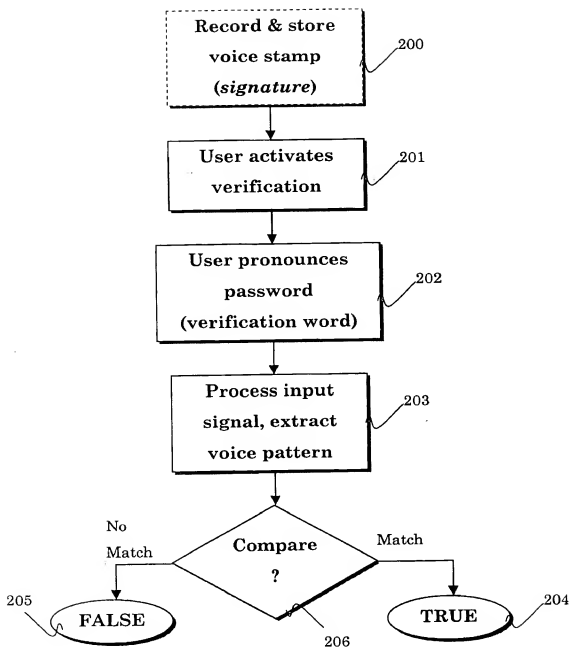 Record & store
voice stamp
(signature)
200
User activates
verification
201
User pronounces
password
(verification word)
202
Process input
signal, extract
voice pattern
203
No
Match
Compare
?
Match
205
FALSE
206
TRUE
204